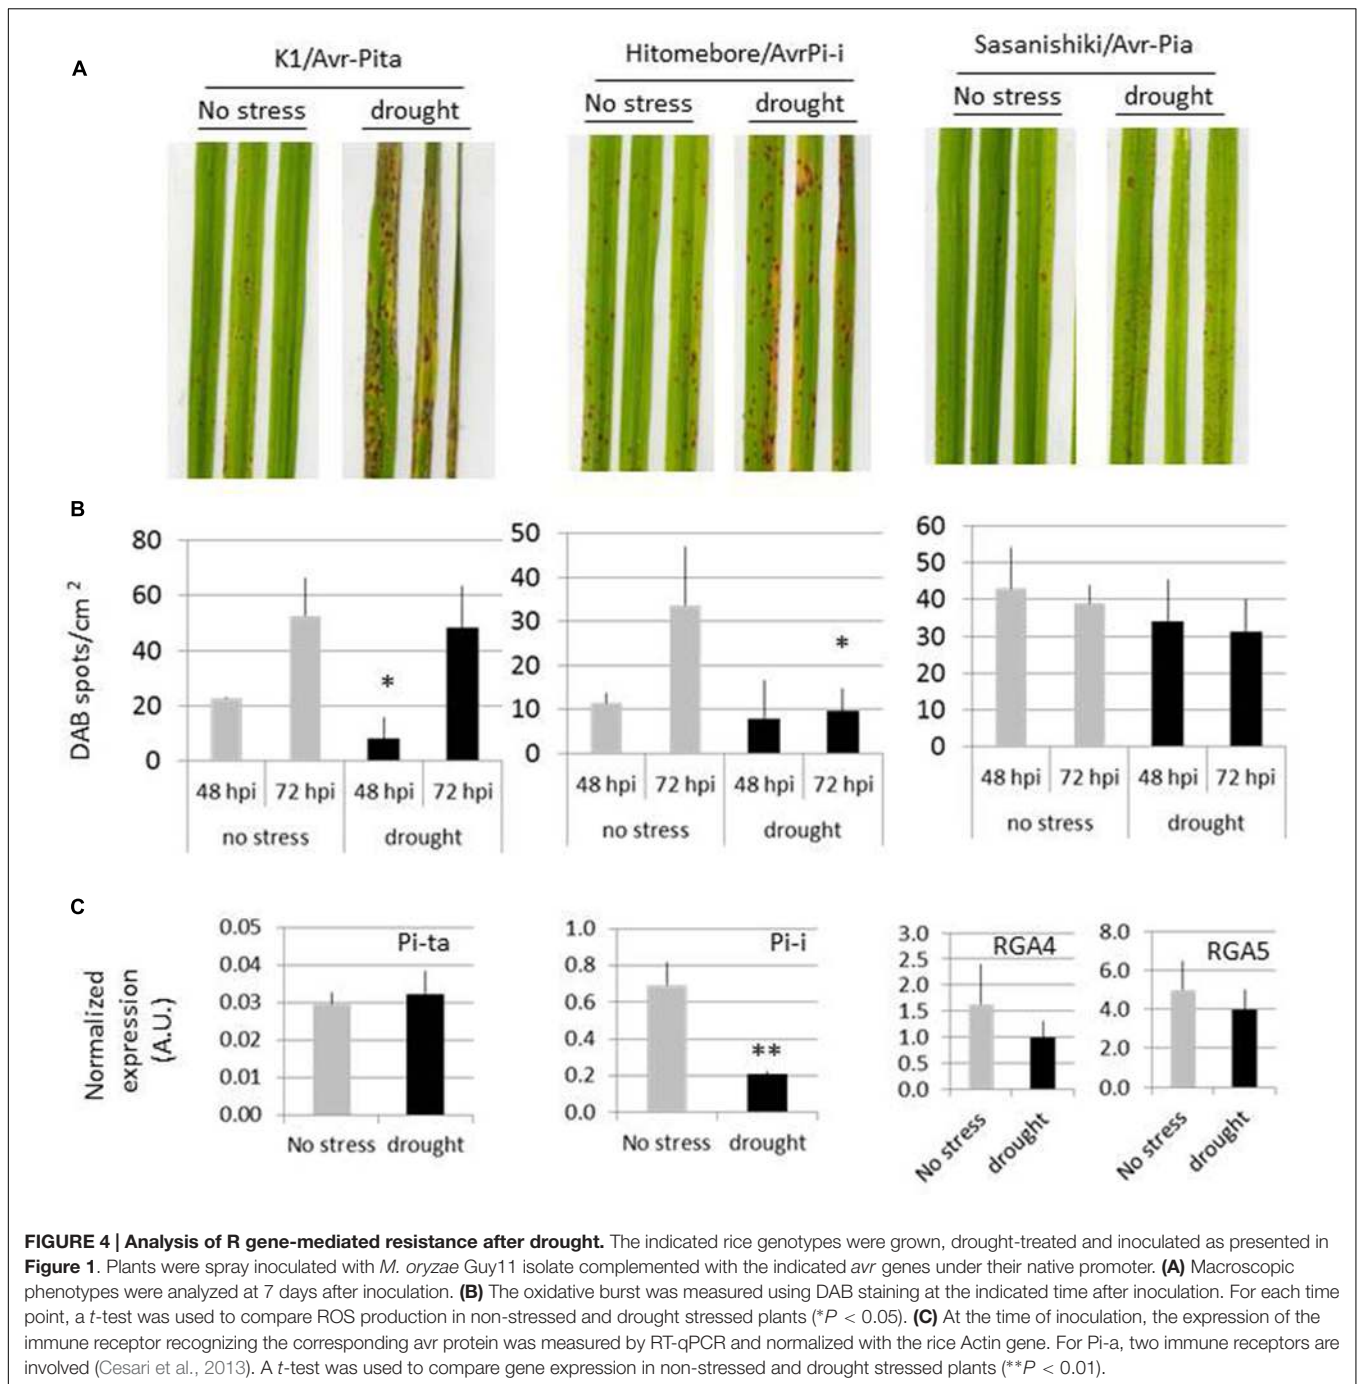 A
K1/Avr-Pita
Hitomebore/AvrPi-i
Sasanishiki/Avr-Pia
No stress
drought
No stress
drought
No stress
drought
B
DAB spots/cm 2
80
60
40
20
0
48 hpi 72 hpi 48 hpi 72 hpi
no stress drought
50
40
30
20
10
0
*
*
48 hpi 72 hpi 48 hpi 72 hpi
no stress drought
60
50
40
30
20
10
0
48 hpi 72 hpi 48 hpi 72 hpi
no stress drought
C
Normalized
expression
(A.U.)
0.05
0.04
0.03
0.02
0.01
0.00
Pi-ta
No stress drought
1.0
0.8
0.6
0.4
0.2
0.0
Pi-i
**
No stress drought
3.0
2.5
2.0
1.5
1.0
0.5
0.0
RGA4
No stress
drought
8.0
6.0
4.0
2.0
0.0
RGA5
No stress
drought
FIGURE 4 | Analysis of R gene-mediated resistance after drought. The indicated rice genotypes were grown, drought-treated and inoculated as presented in
Figure 1. Plants were spray inoculated with M. oryzae Guy11 isolate complemented with the indicated avr genes under their native promoter. (A) Macroscopic
phenotypes were analyzed at 7 days after inoculation. (B) The oxidative burst was measured using DAB staining at the indicated time after inoculation. For each time
point, a t-test was used to compare ROS production in non-stressed and drought stressed plants (*P < 0.05). (C) At the time of inoculation, the expression of the
immune receptor recognizing the corresponding avr protein was measured by RT-qPCR and normalized with the rice Actin gene. For Pi-a, two immune receptors are
involved (Cesari et al., 2013). A t-test was used to compare gene expression in non-stressed and drought stressed plants (**P < 0.01).